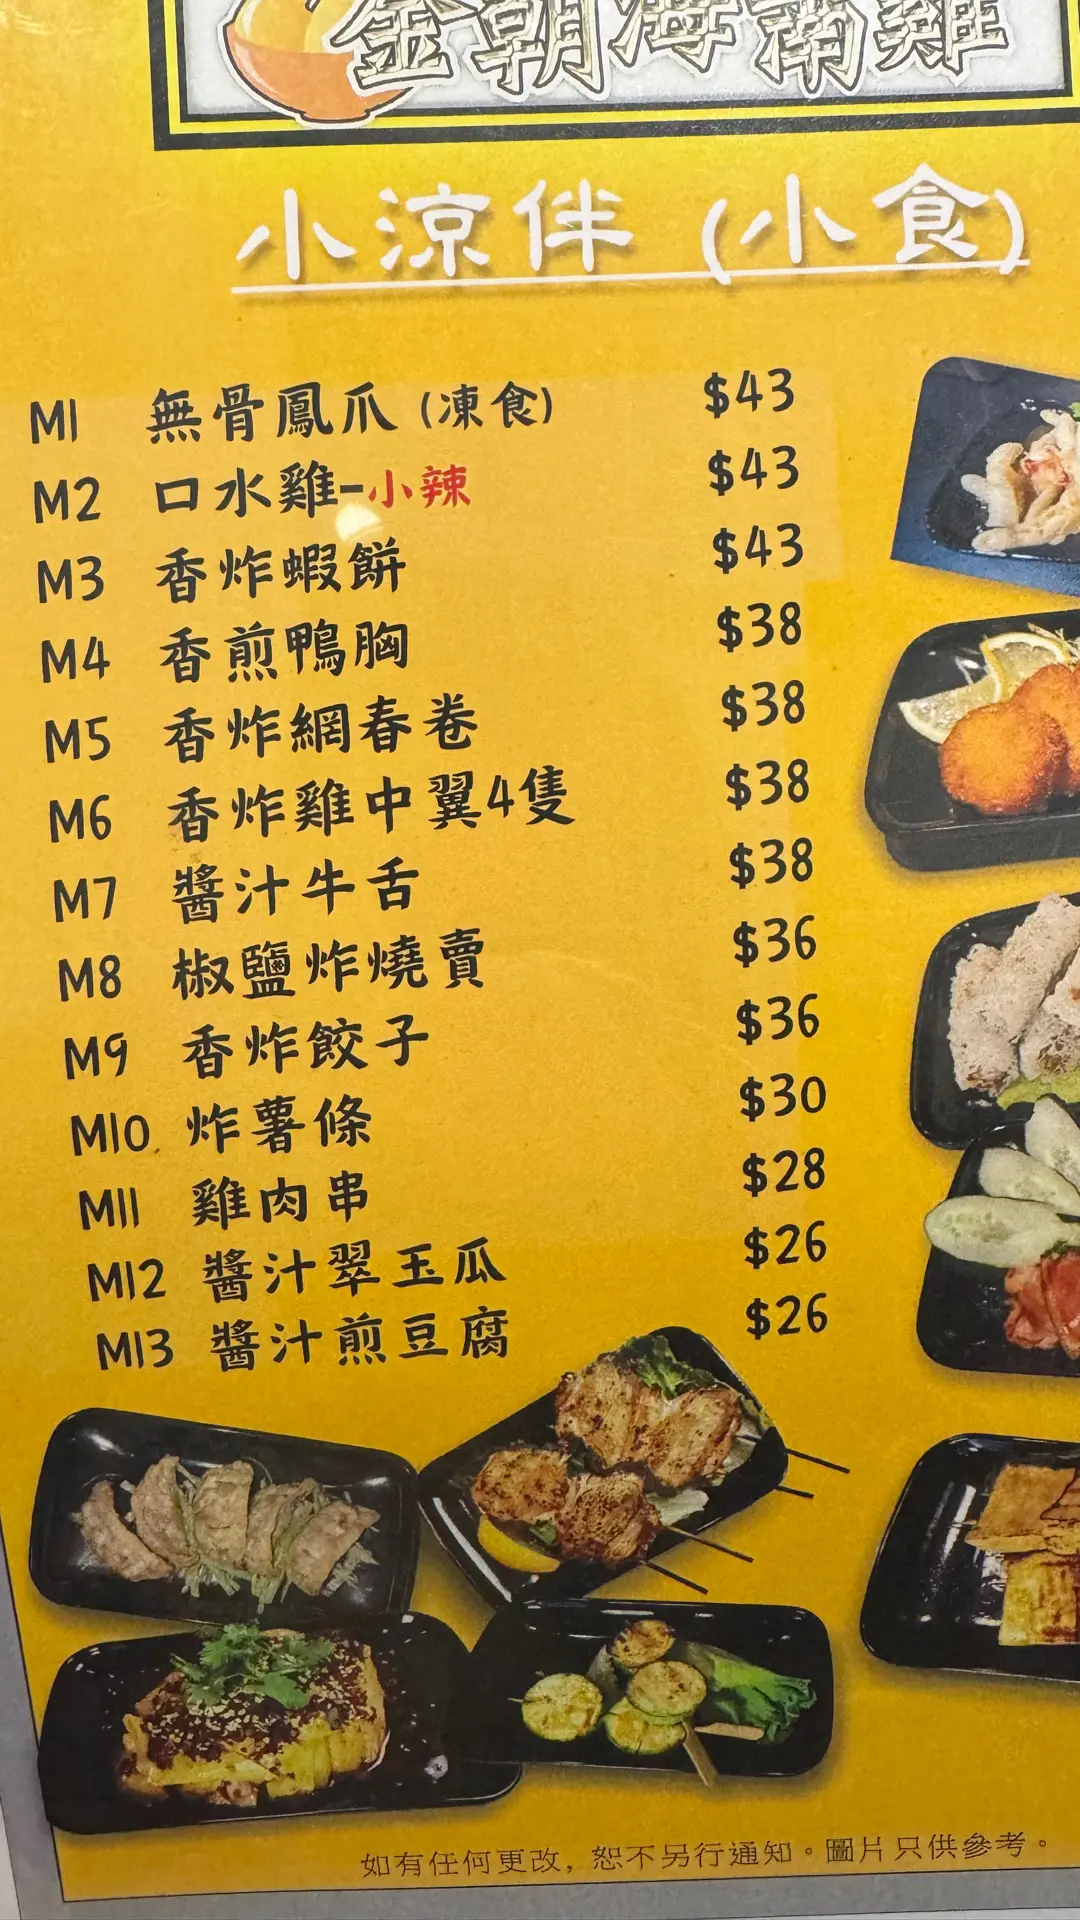 金朝海南雞
小涼伴 (小食)
M1 無骨鳳爪 (凍食) $43
M2 口水雞-小辣 $43
M3 香炸蝦餅 $43
M4 香煎鴨胸 $38
M5 香炸網春卷 $38
M6 香炸雞中翼4隻 $38
M7 醬汁牛舌 $38
M8 椒鹽炸燒賣 $36
M9 香炸餃子 $36
M10 炸薯條 $30
M11 雞肉串 $28
M12 醬汁翠玉瓜 $26
M13 醬汁煎豆腐 $26
如有任何更改, 恕不另行通知。圖片只供參考。